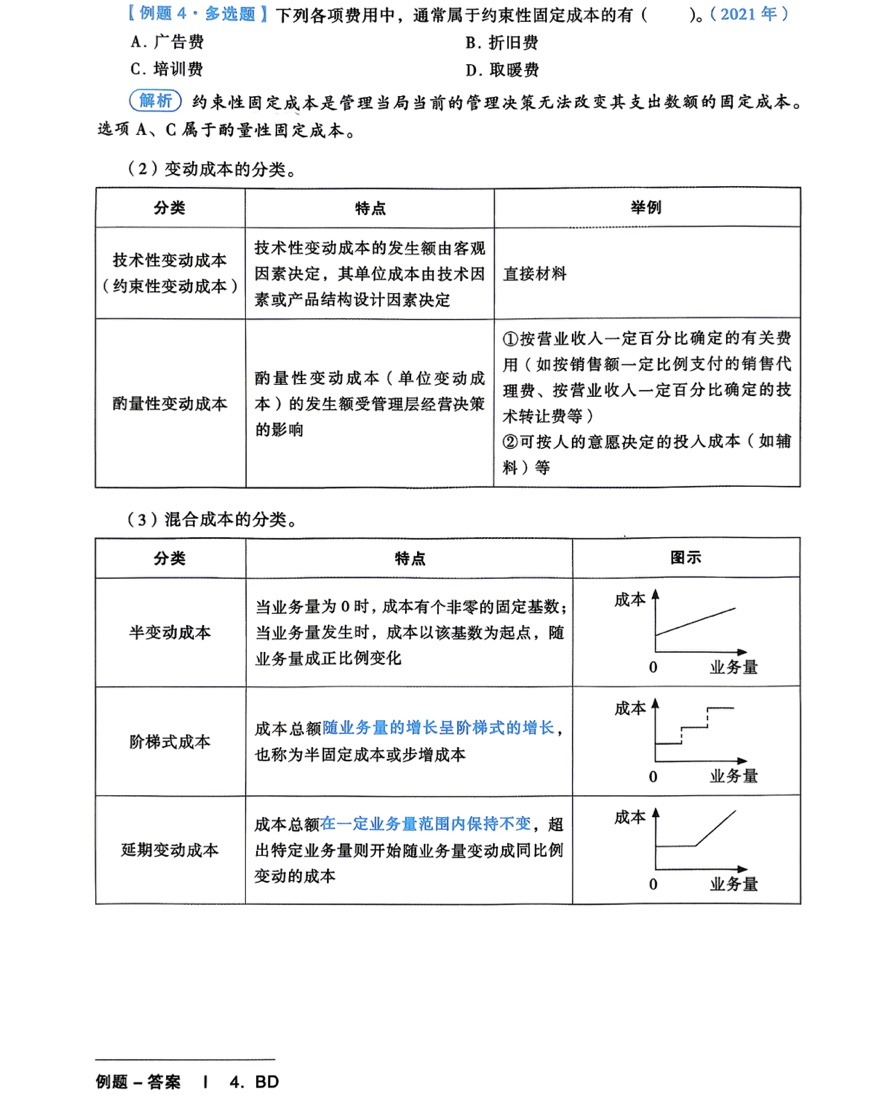 【例题 4·多选题】下列各项费用中，通常属于约束性固定成本的有（　　）。（2021 年）
A. 广告费 B. 折旧费
C. 培训费 D. 取暖费
解析 约束性固定成本是管理当局当前的管理决策无法改变其支出数额的固定成本。
选项 A、C 属于酌量性固定成本。
（2）变动成本的分类。
分类 特点 举例
技术性变动成本
（约束性变动成本）
技术性变动成本的发生额由客观
因素决定，其单位成本由技术因
素或产品结构设计因素决定
直接材料
酌量性变动成本
酌量性变动成本（单位变动成
本）的发生额受管理层经营决策
的影响
①按营业收入一定百分比确定的有关费
用（如按销售额一定比例支付的销售代
理费、按营业收入一定百分比确定的技
术转让费等）
②可按人的意愿决定的投入成本（如辅
料）等
（3）混合成本的分类。
分类 特点 图示
半变动成本
当业务量为 0 时，成本有个非零的固定基数；
当业务量发生时，成本以该基数为起点，随
业务量成正比例变化
成本
0 业务量
阶梯式成本
成本总额随业务量的增长呈阶梯式的增长，
也称为半固定成本或步增成本
成本
0 业务量
延期变动成本
成本总额在一定业务量范围内保持不变，超
出特定业务量则开始随业务量变动成同比例
变动的成本
成本
0 业务量
例题－答案 | 4. BD